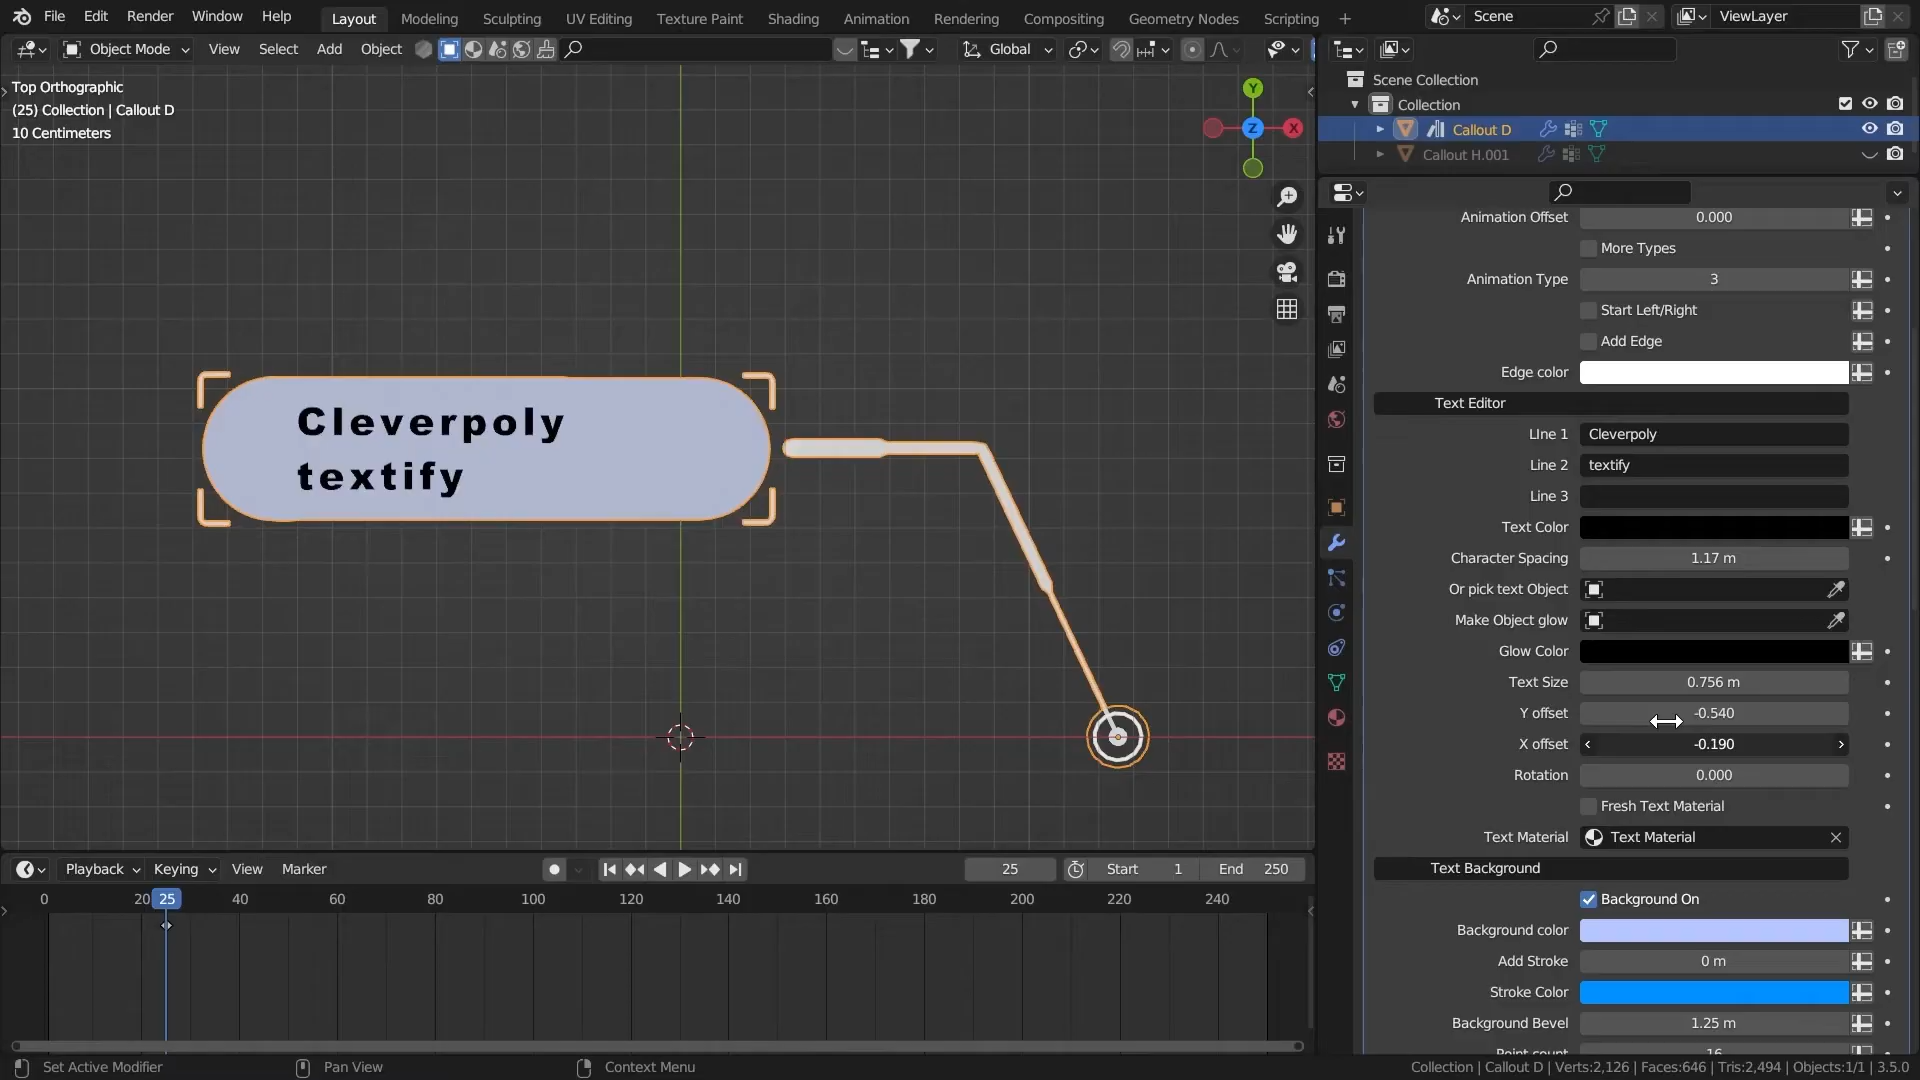 File Edit Render Window Help Layout Modeling Sculpting UV Editing Texture Paint Shading Animation Rendering Compositing Geometry Nodes Scripting Scene ViewLayer
Object Mode View Select Add Object Global
Top Orthographic
(25) Collection | Callout D
10 Centimeters
Y
Z
X
Cleverpoly
textify
Scene Collection
Collection
Callout D
Callout H.001
Animation Offset 0.000
More Types
Animation Type 3
Start Left/Right
Add Edge
Edge color
Text Editor
LIne 1 Cleverpoly
Line 2 textify
Line 3
Text Color
Character Spacing 1.17 m
Or pick text Object
Make Object glow
Glow Color
Text Size 0.756 m
Y offset -0.540
X offset -0.190
Rotation 0.000
Fresh Text Material
Text Material Text Material
Text Background
Background On
Background color
Add Stroke 0 m
Stroke Color
Background Bevel 1.25 m
Point count 16
Playback Keying View Marker 25 Start 1 End 250
0 20 25 40 60 80 100 120 140 160 180 200 220 240
Set Active Modifier Pan View Context Menu Collection | Callout D | Verts:2,126 | Faces:646 | Tris:2,494 | Objects:1/1 | 3.5.0